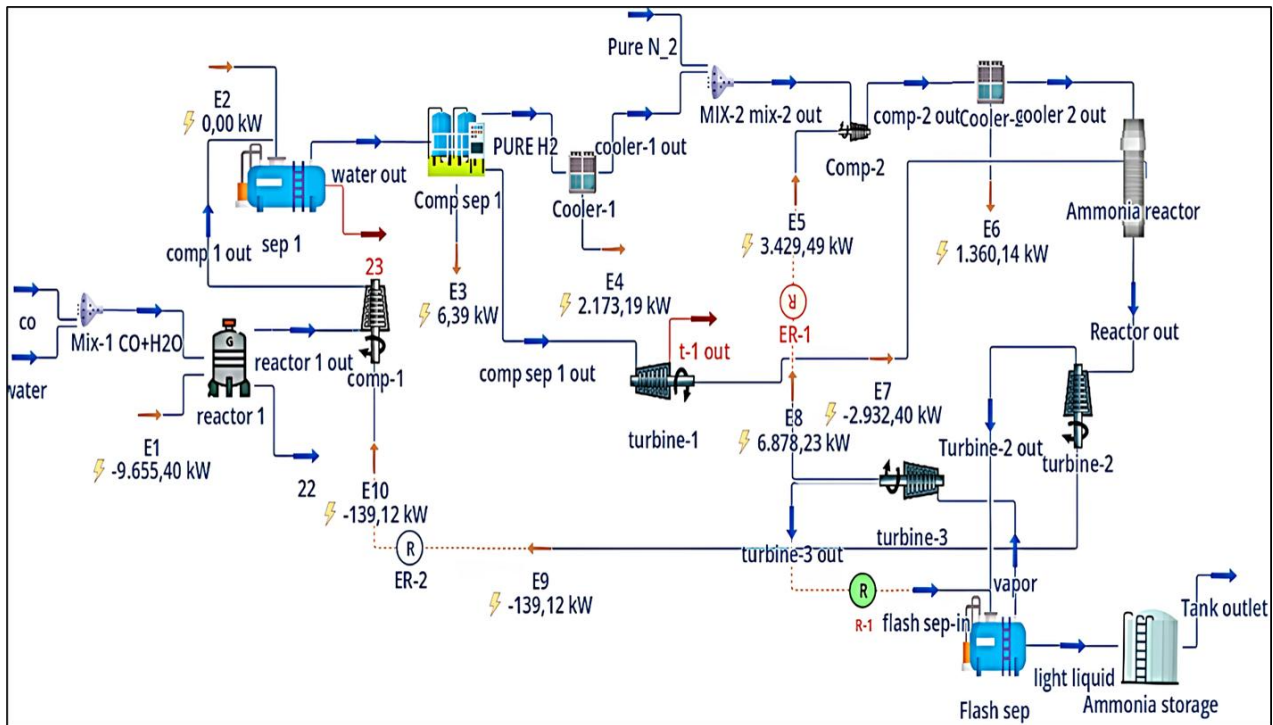 Pure N_2
E2
0,00 kW
MIX-2 mix-2 out
comp-2 out
cooler 2 out
PURE H2
cooler-1 out
water out
Comp sep 1
Cooler-1
Comp-2
Ammonia reactor
sep 1
comp 1 out
E5
3.429,49 kW
E6
1.360,14 kW
23
E3
6,39 kW
E4
2.173,19 kW
co
Mix-1 CO+H2O
reactor 1 out
comp-1
ER-1
Reactor out
t-1 out
comp sep 1 out
water
reactor 1
E7
-2.932,40 kW
E8
6.878,23 kW
turbine-1
E1
-9.655,40 kW
Turbine-2 out
turbine-2
22
E10
-139,12 kW
turbine-3
R
ER-2
turbine-3 out
E9
-139,12 kW
vapor
R
R-1
flash sep-in
Tank outlet
light liquid
Ammonia storage
Flash sep
R
G